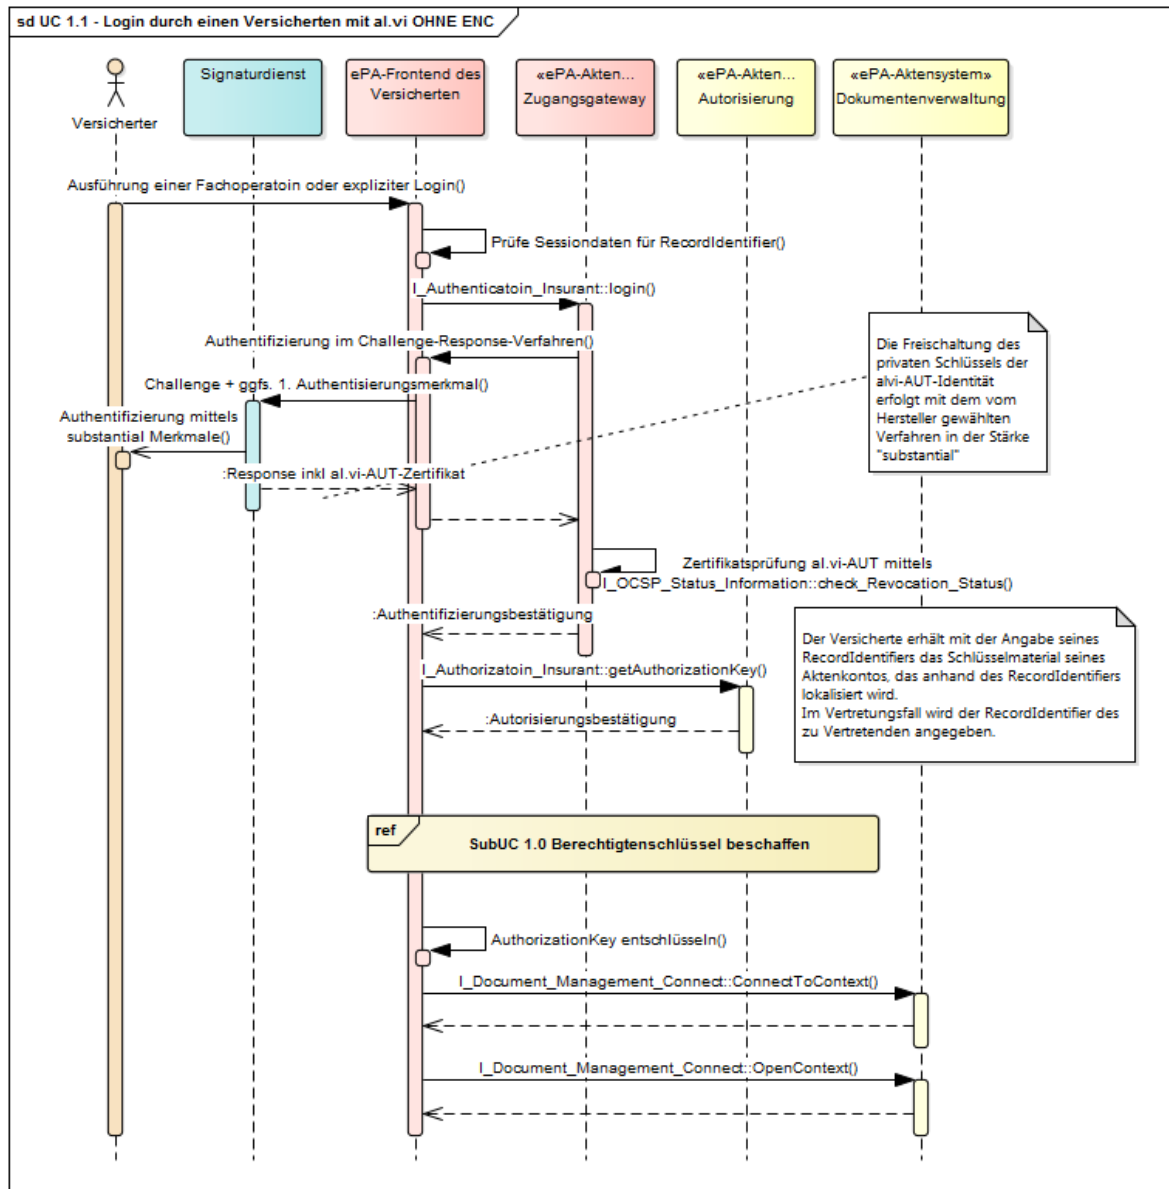 sd UC 1.1 - Login durch einen Versicherten mit al.vi OHNE ENC
Versicherter
Signaturdienst
ePA-Frontend des
Versicherten
«ePA-Akten...
Zugangsgateway
«ePA-Akten...
Autorisierung
«ePA-Aktensystem»
Dokumentenverwaltung
Ausführung einer Fachoperatoin oder expliziter Login()
Prüfe Sessiondaten für RecordIdentifier()
I_Authenticatoin_Insurant::login()
Authentifizierung im Challenge-Response-Verfahren()
Challenge + ggfs. 1. Authentisierungsmerkmal()
Authentifizierung mittels
substantial Merkmale()
:Response inkl al.vi-AUT-Zertifikat
Die Freischaltung des
privaten Schlüssels der
alvi-AUT-Identität
erfolgt mit dem vom
Hersteller gewählten
Verfahren in der Stärke
"substantial"
Zertifikatsprüfung al.vi-AUT mittels
I_OCSP_Status_Information::check_Revocation_Status()
:Authentifizierungsbestätigung
I_Authorizatoin_Insurant::getAuthorizationKey()
:Autorisierungsbestätigung
Der Versicherte erhält mit der Angabe seines
RecordIdentifiers das Schlüsselmaterial seines
Aktenkontos, das anhand des RecordIdentifiers
lokalisiert wird.
Im Vertretungsfall wird der RecordIdentifier des
zu Vertretenden angegeben.
ref
SubUC 1.0 Berechtigtenschlüssel beschaffen
AuthorizationKey entschlüseln()
I_Document_Management_Connect::ConnectToContext()
I_Document_Management_Connect::OpenContext()